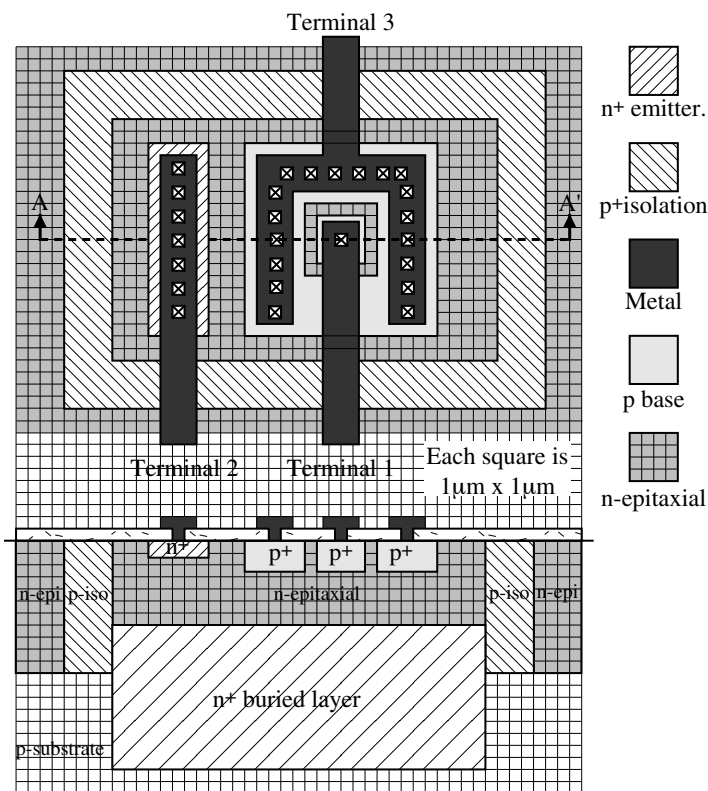 Terminal 3
n+ emitter.
p+isolation
A
A'
Metal
p base
Terminal 2
Terminal 1
Each square is
1μm x 1μm
n-epitaxial
n+
p+
p+
p+
n-epi
p-iso
n-epitaxial
p-iso
n-epi
n+ buried layer
p-substrate